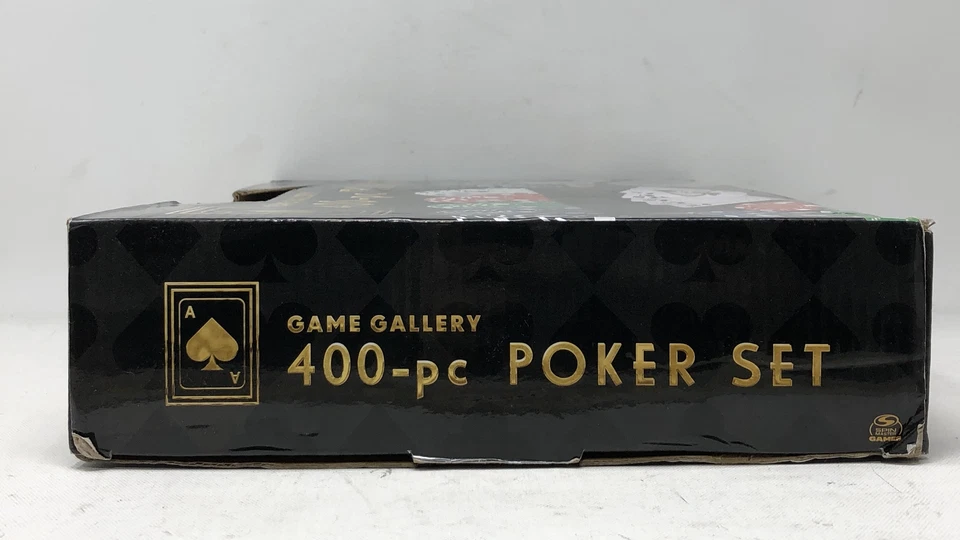 A
GAME GALLERY
400-pc POKER SET
A
SPIN
MASTER
GAMES